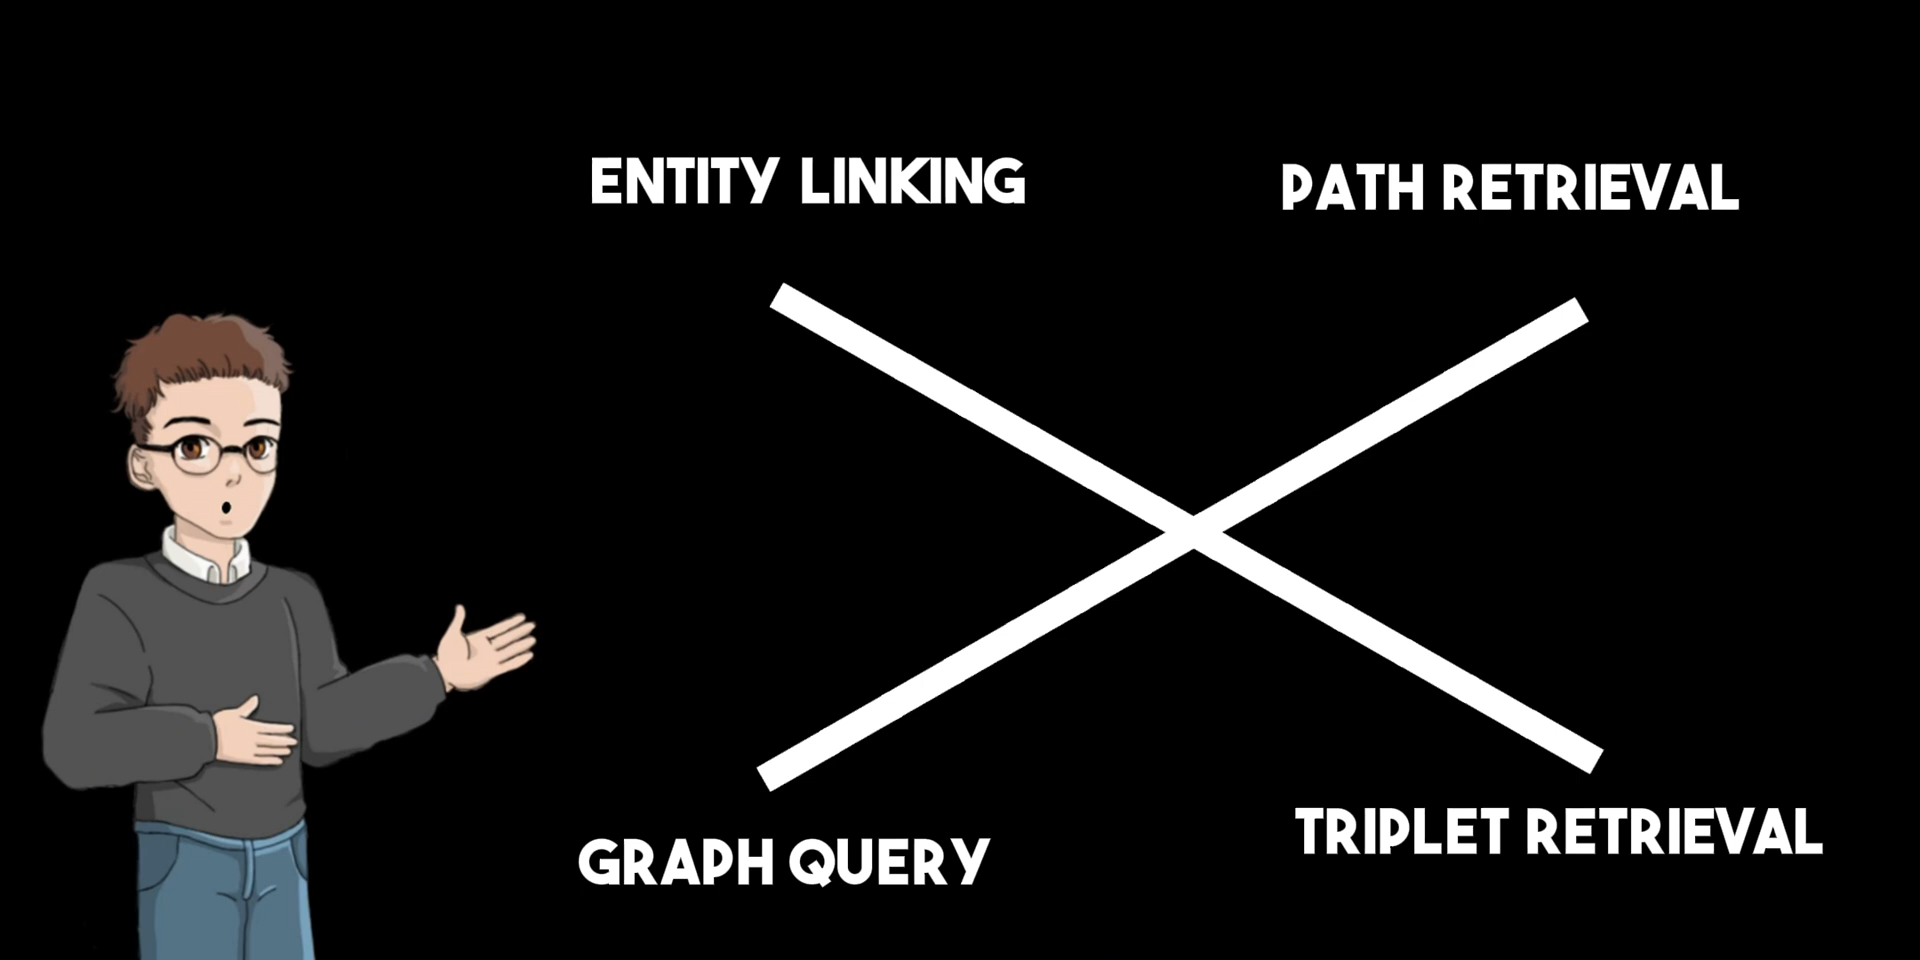 ENTITY LINKING
PATH RETRIEVAL
GRAPH QUERY
TRIPLET RETRIEVAL